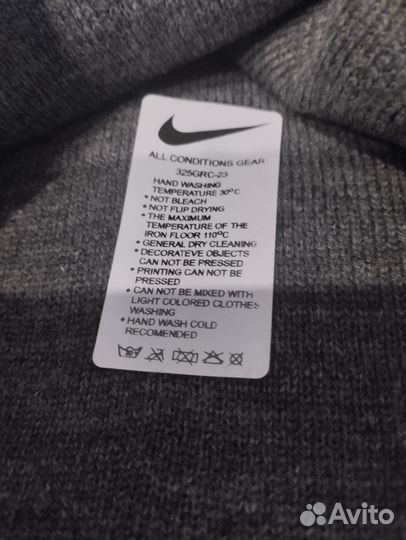 ALL CONDITIONS GEAR
325GRC-23
HAND WASHING
TEMPERATURE 30°C
* NOT BLEACH
* NOT FLIP DRYING
* THE MAXIMUM
TEMPERATURE OF THE
IRON FLOOR 110°C
* GENERAL DRY CLEANING
* DECORATEVE OBJECTS
CAN NOT BE PRESSED
* PRINTING CAN NOT BE
PRESSED
* CAN NOT BE MIXED WITH
LIGHT COLORED CLOTHES
WASHING
* HAND WASH COLD
RECOMENDED
Avito